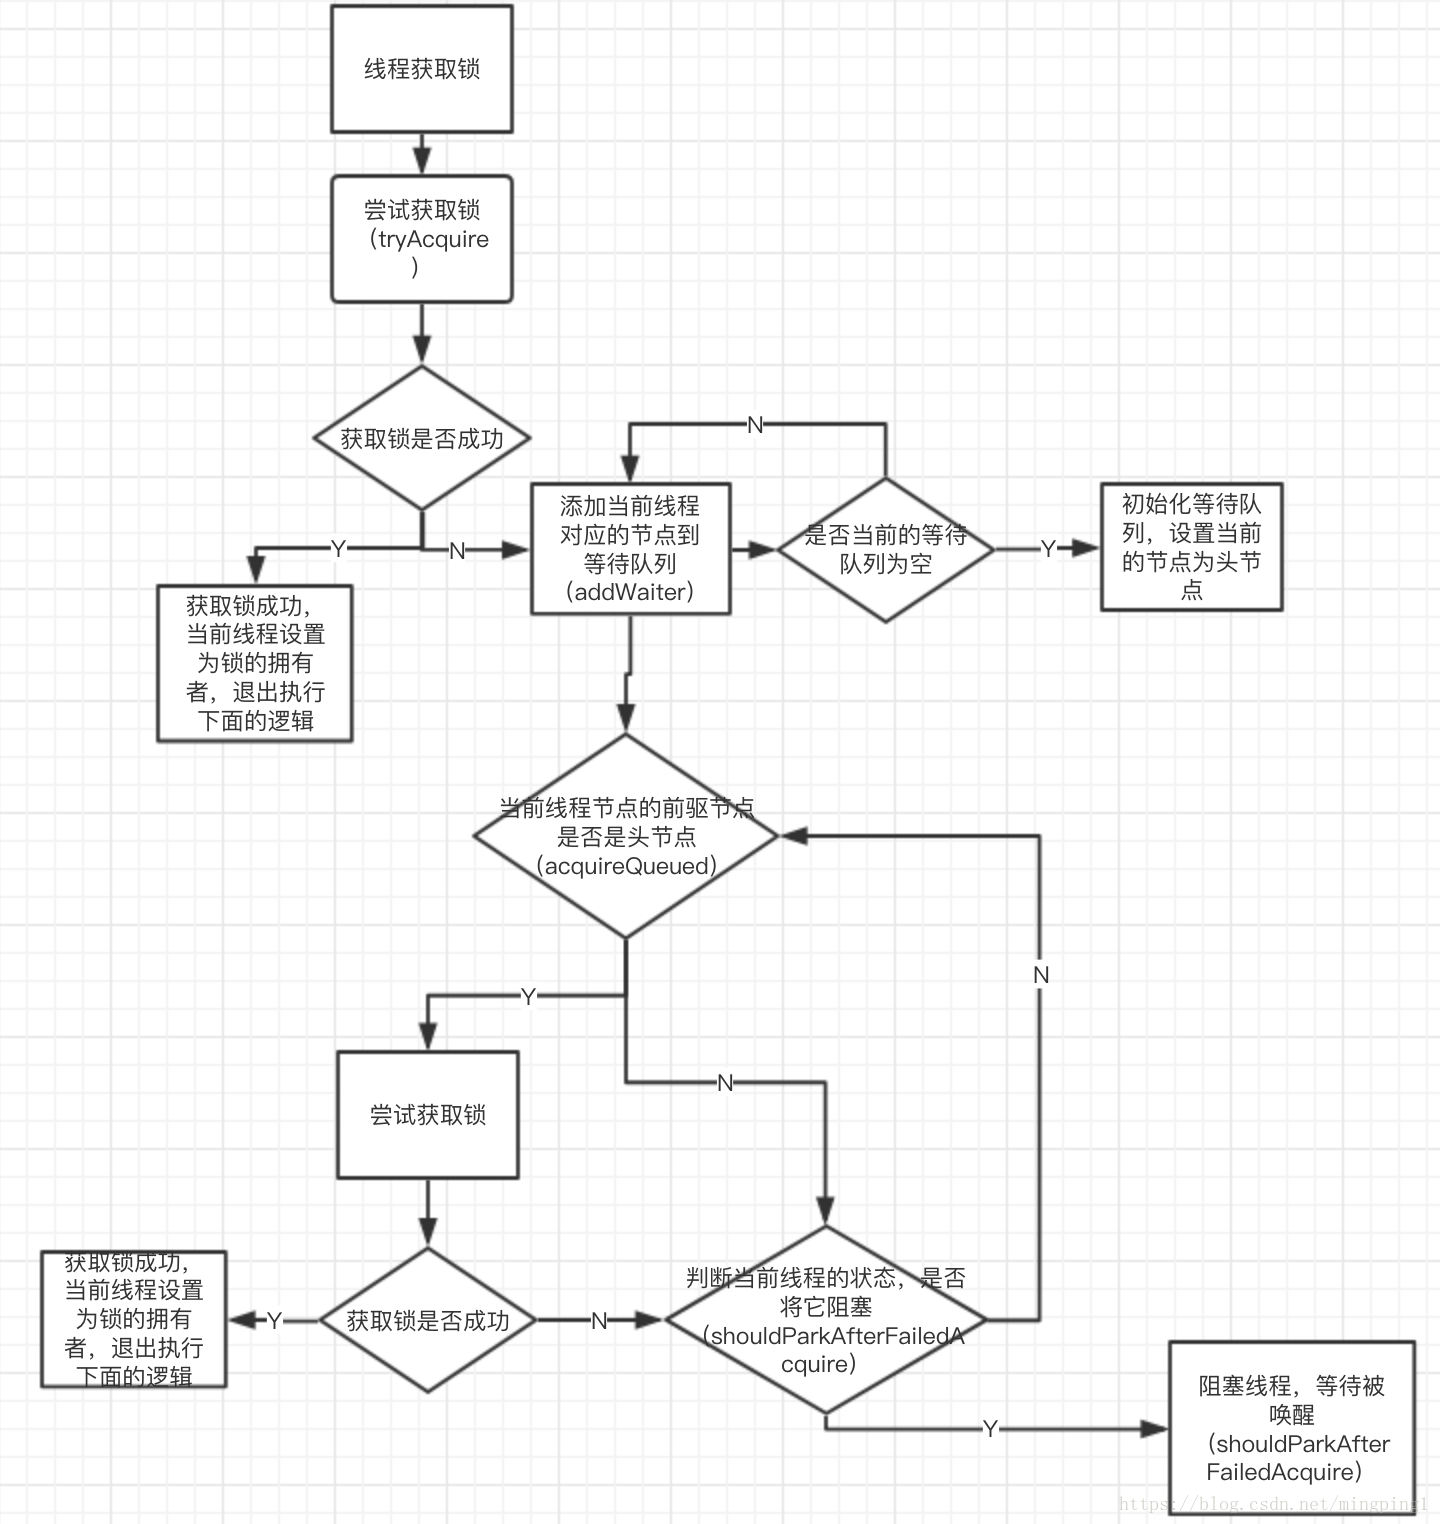 线程获取锁
尝试获取锁
（tryAcquire
）
获取锁是否成功
N
Y
N
添加当前线程
对应的节点到
等待队列
（addWaiter）
是否当前的等待
队列为空
Y
初始化等待队
列，设置当前
的节点为头节
点
获取锁成功，
当前线程设置
为锁的拥有
者，退出执行
下面的逻辑
当前线程节点的前驱节点
是否是头节点
（acquireQueued）
N
Y
N
尝试获取锁
获取锁成功，
当前线程设置
为锁的拥有
者，退出执行
下面的逻辑
Y
获取锁是否成功
N
判断当前线程的状态，是否
将它阻塞
（shouldParkAfterFailedA
cquire）
Y
阻塞线程，等待被
唤醒
（shouldParkAfter
FailedAcquire）
https://blog.csdn.net/mingping1